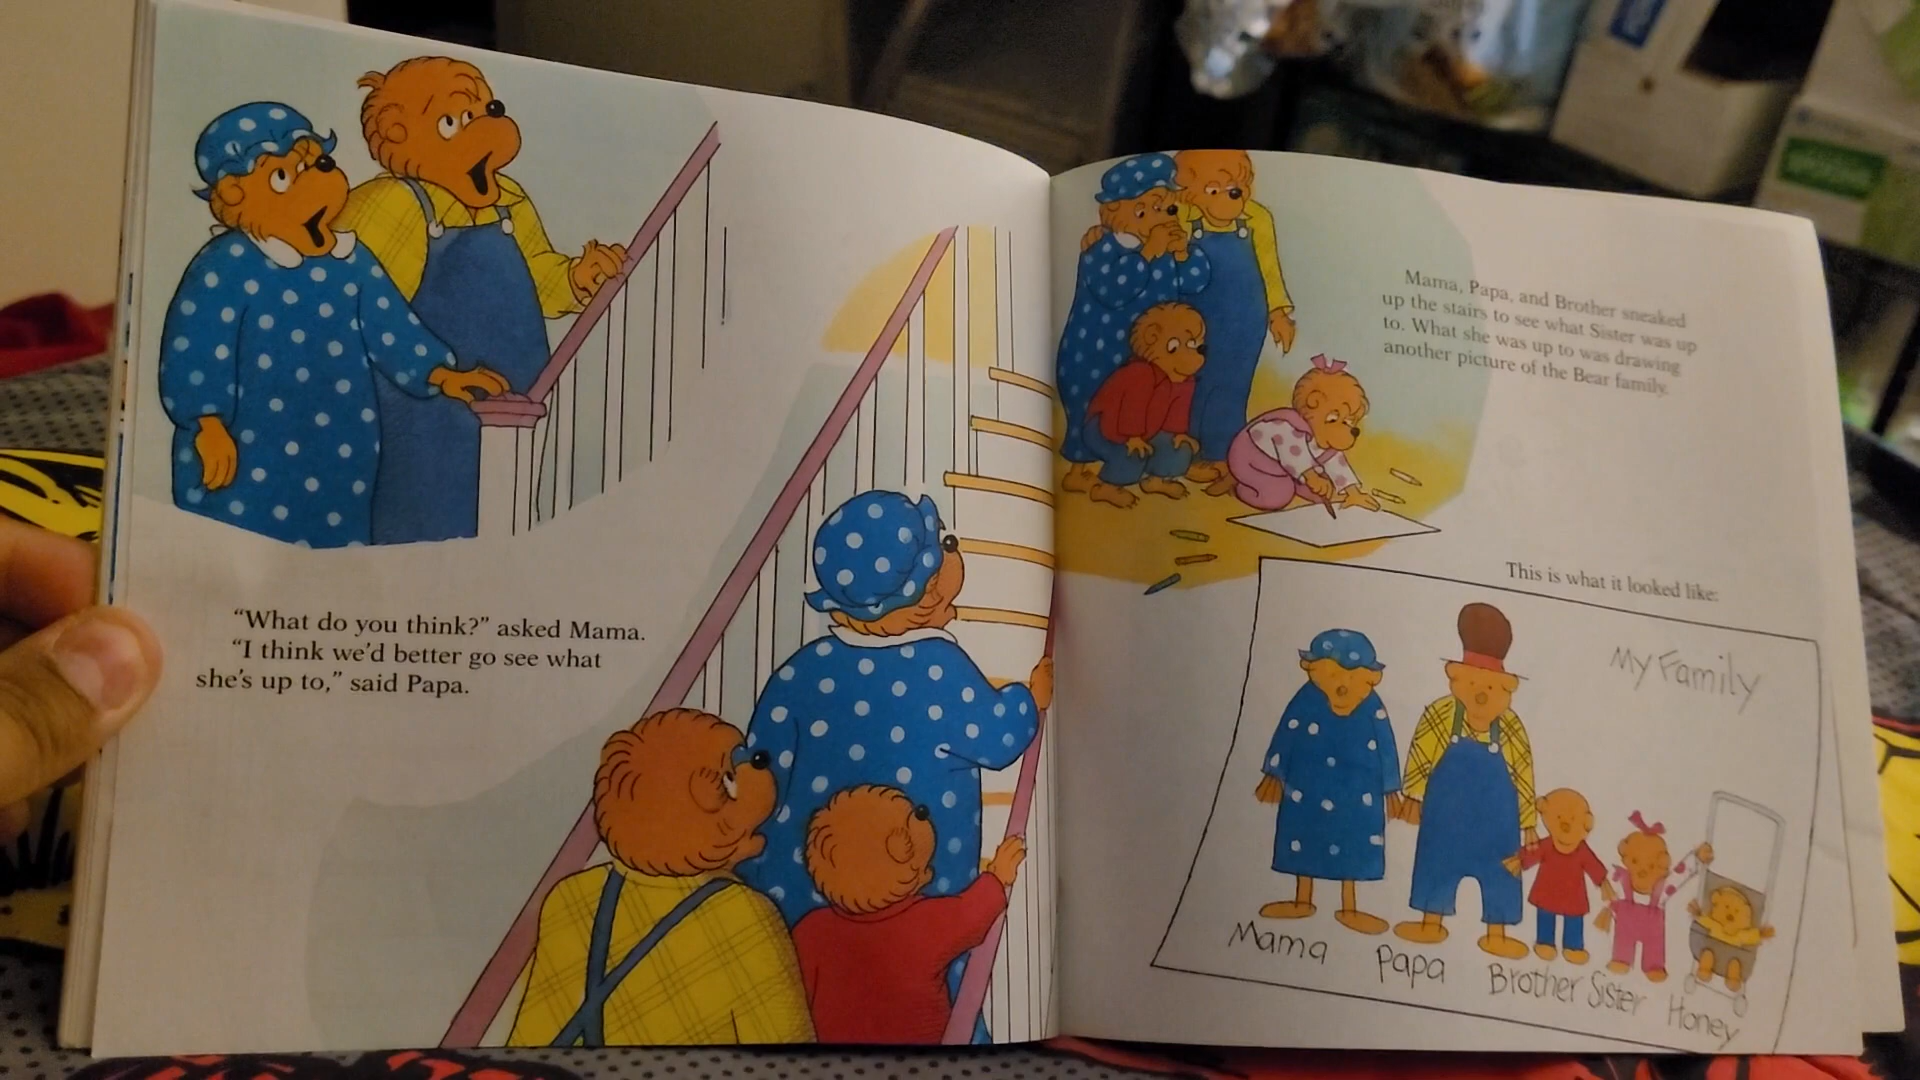 “What do you think?” asked Mama.
“I think we’d better go see what
she’s up to,” said Papa.
Mama, Papa, and Brother sneaked
up the stairs to see what Sister was up
to. What she was up to was drawing
another picture of the Bear family.
This is what it looked like:
My Family
Mama Papa Brother Sister Honey